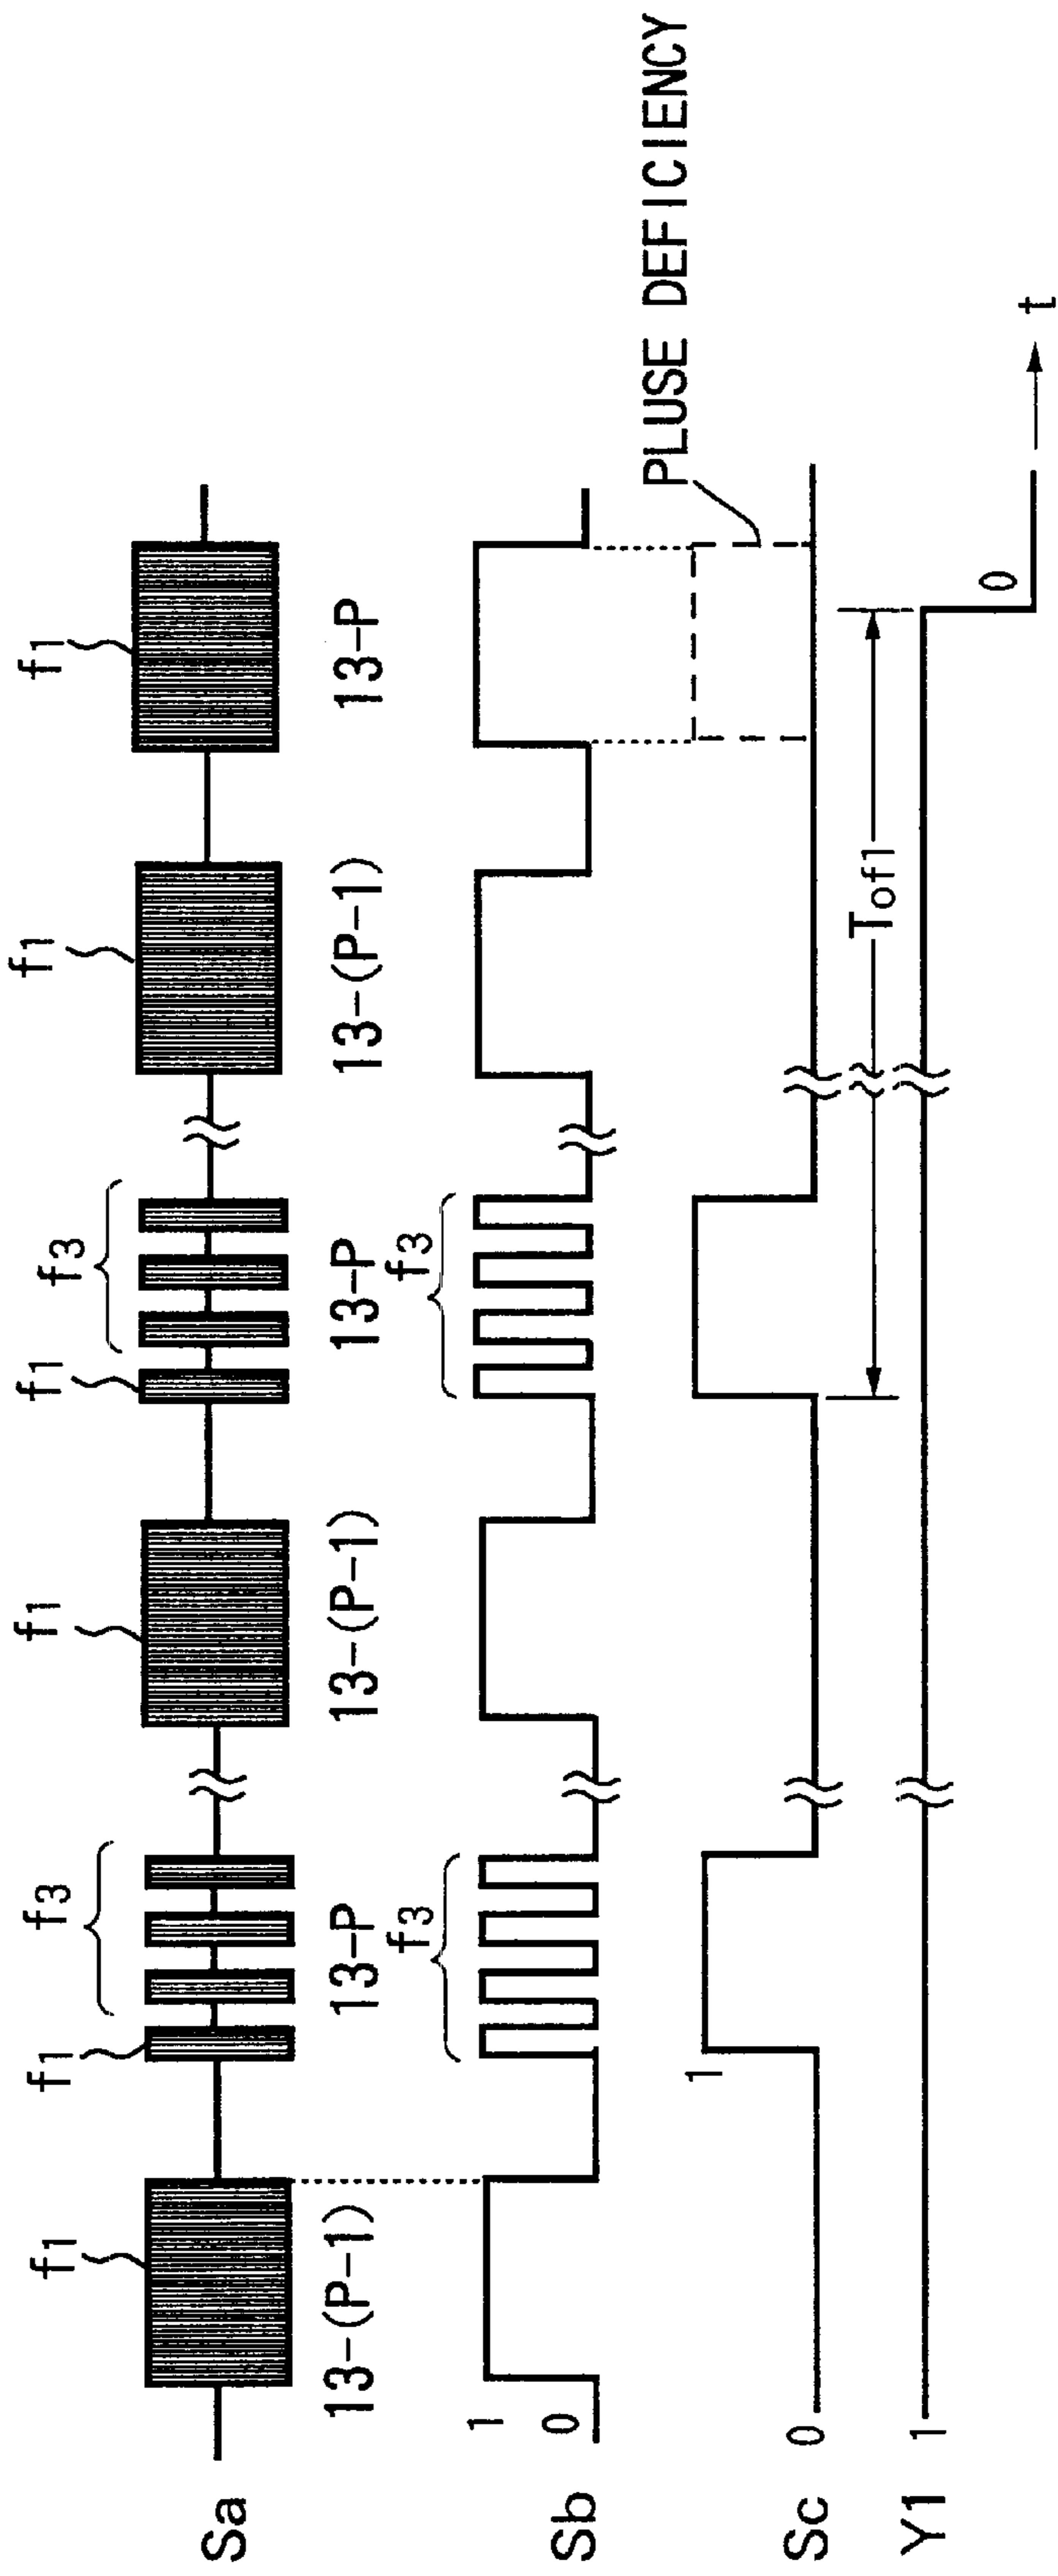 Sa
f1
f1
f3
f1
f1
f3
f1
f1
13-(P-1)
13-P
13-(P-1)
13-P
13-(P-1)
13-P
Sb
1
0
f3
f3
Sc
0
1
PLUSE DEFICIENCY
Tof1
Y1
1
0
t